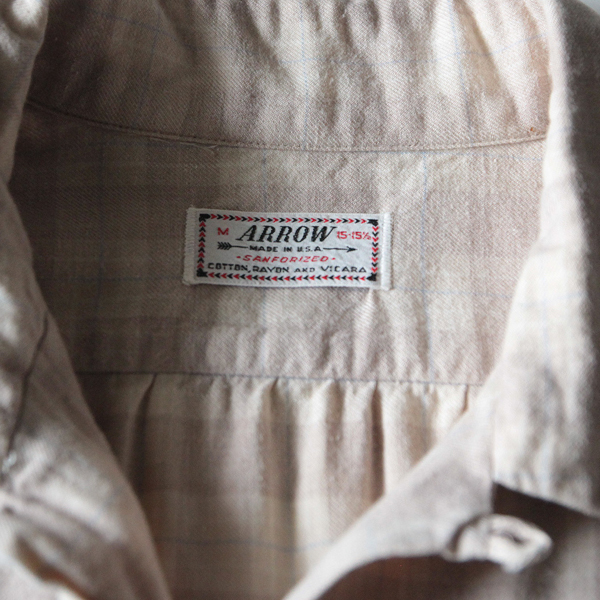 M ARROW 15-15½
MADE IN U.S.A
-SANFORIZED-
COTTON, RAYON AND VICARA